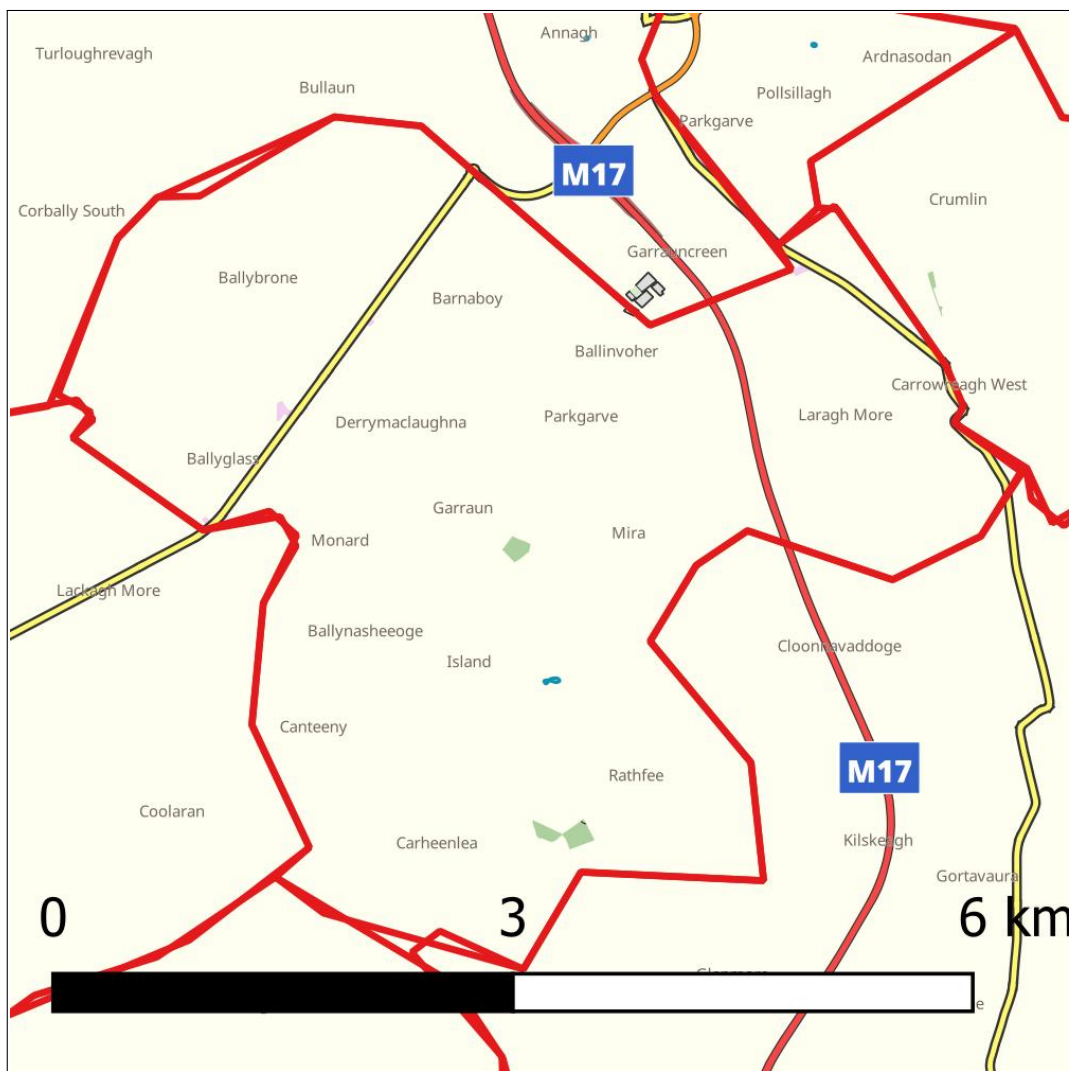 Annagh
Turloughrevagh
Ardnasodan
Bullaun
Pollsillagh
Parkgarve
M17
Crumlin
Corbally South
Garrauncreen
Ballybrone
Barnaboy
Ballinvoher
Carrowreagh West
Laragh More
Parkgarve
Derrymaclaughna
Ballyglass
Garraun
Mira
Monard
Lackagh More
Ballynasheeoge
Cloonnavaddoge
Island
Canteeny
M17
Rathfee
Coolaran
Kilskeagh
Carheenlea
Gortavaura
0 3 6 km